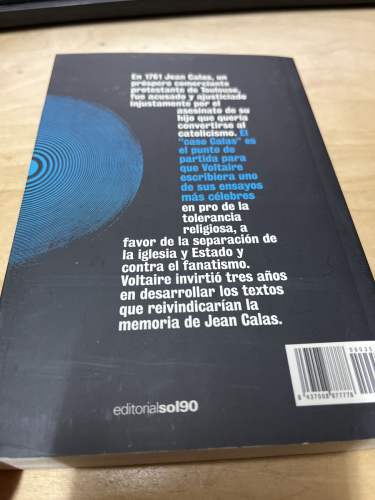 En 1761 Jean Calas, un
próspero comerciante
protestante de Toulouse,
fue acusado y ajusticiado
injustamente por el
asesinato de su
hijo que quería
convertirse al
catolicismo. El
"caso Calas" es
el punto de
partida para
que Voltaire
escribiera uno
de sus ensayos
más célebres
en pro de la
tolerancia
religiosa, a
favor de la separación de
la iglesia y Estado y
contra el fanatismo.
Voltaire invirtió tres años
en desarrollar los textos
que reivindicarían la
memoria de Jean Calas.
editorialsol90